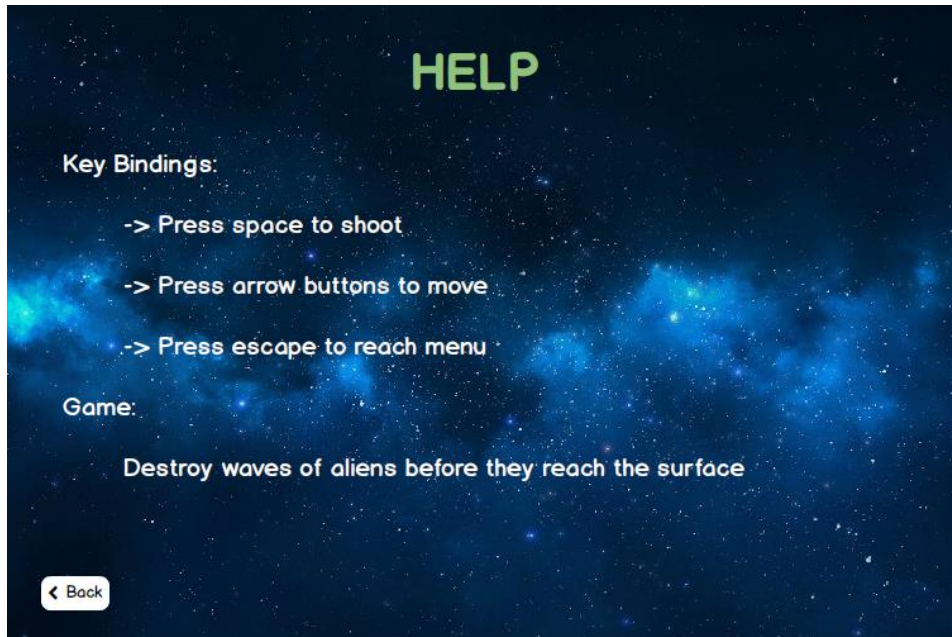 HELP
Key Bindings:
-> Press space to shoot
-> Press arrow buttons to move
-> Press escape to reach menu
Game:
Destroy waves of aliens before they reach the surface
Back